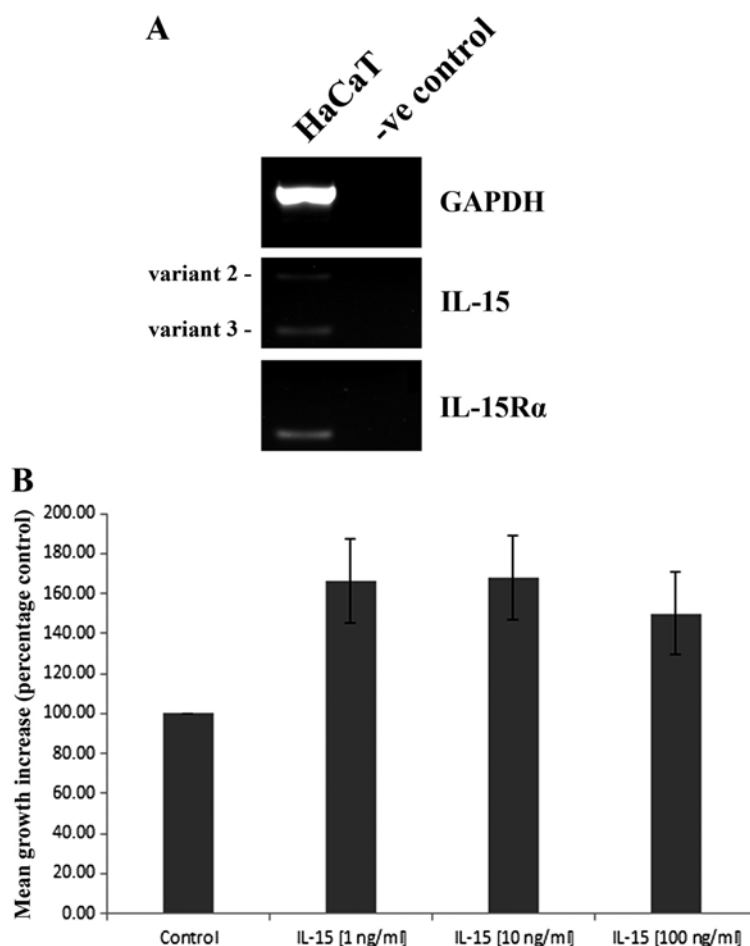 A
HaCaT -ve control
GAPDH
variant 2 -
IL-15
variant 3 -
IL-15Rα
B
Mean growth increase (percentage control)
200.00
180.00
160.00
140.00
120.00
100.00
80.00
60.00
40.00
20.00
0.00
Control IL-15 [1 ng/ml] IL-15 [10 ng/ml] IL-15 [100 ng/ml]